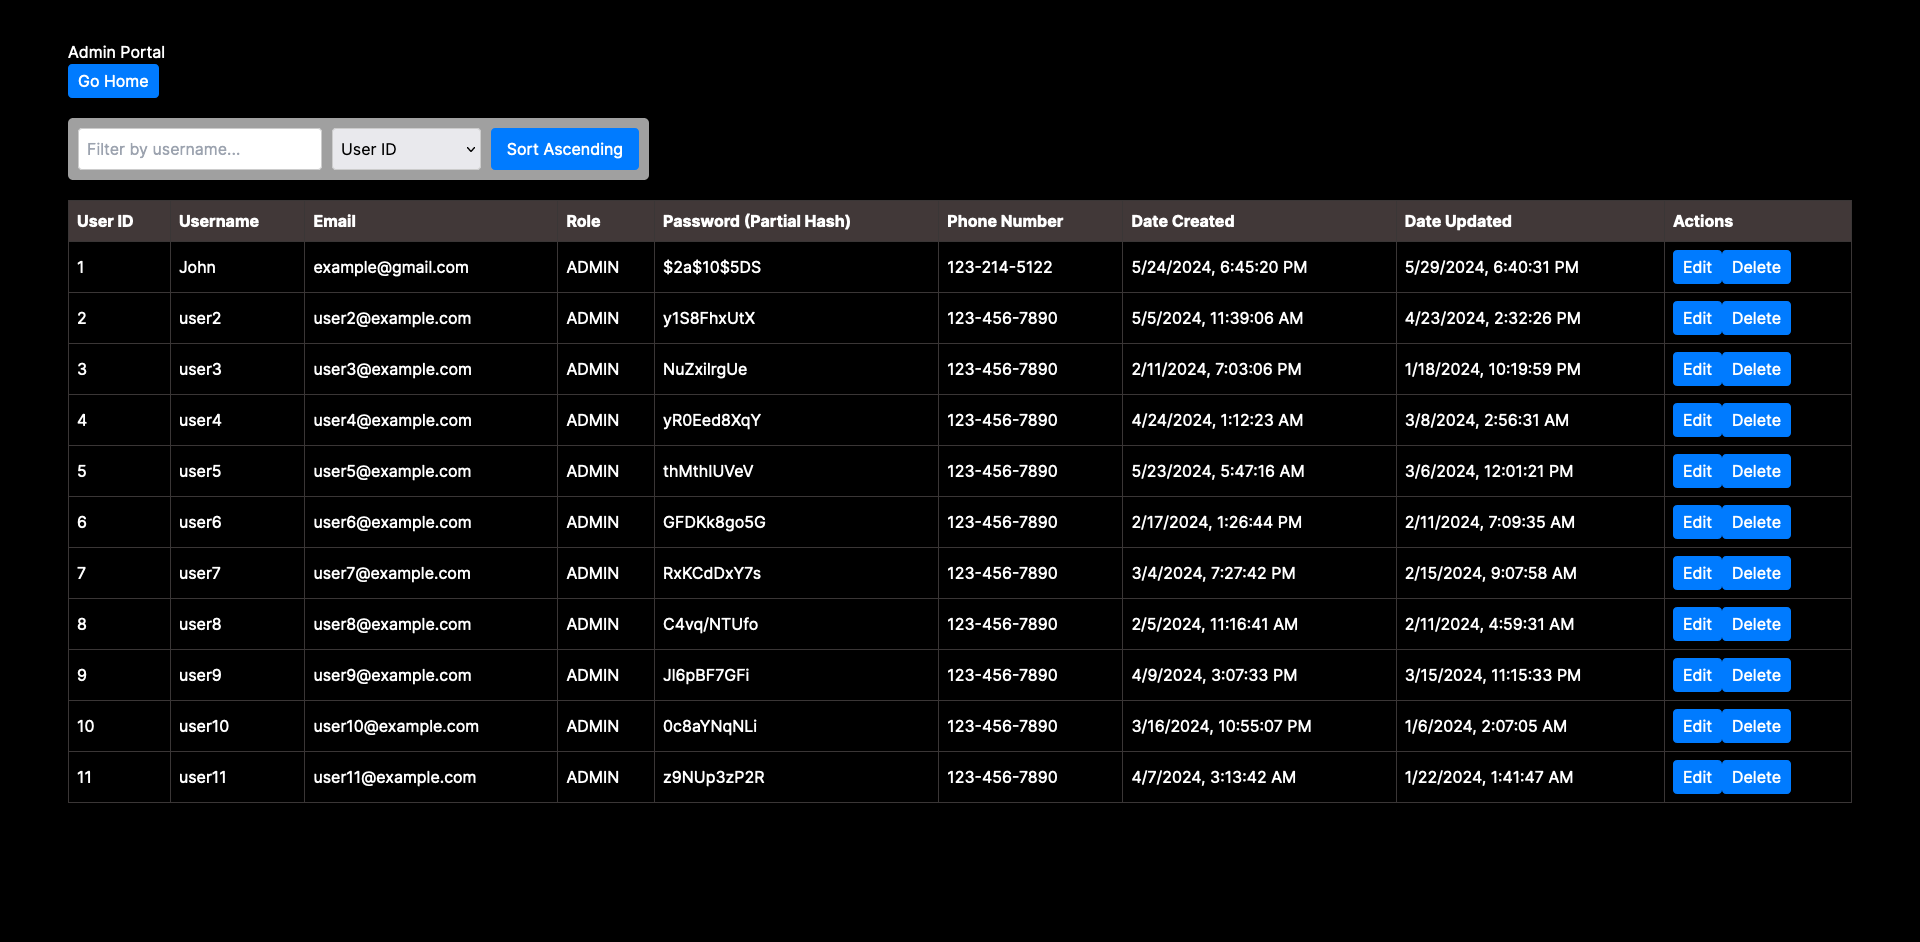 Admin Portal
Go Home
Filter by username... User ID Sort Ascending
User ID Username Email Role Password (Partial Hash) Phone Number Date Created Date Updated Actions
1 John example@gmail.com ADMIN $2a$10$5DS 123-214-5122 5/24/2024, 6:45:20 PM 5/29/2024, 6:40:31 PM Edit Delete
2 user2 user2@example.com ADMIN y1S8FhxUtX 123-456-7890 5/5/2024, 11:39:06 AM 4/23/2024, 2:32:26 PM Edit Delete
3 user3 user3@example.com ADMIN NuZxilrgUe 123-456-7890 2/11/2024, 7:03:06 PM 1/18/2024, 10:19:59 PM Edit Delete
4 user4 user4@example.com ADMIN yR0Eed8XqY 123-456-7890 4/24/2024, 1:12:23 AM 3/8/2024, 2:56:31 AM Edit Delete
5 user5 user5@example.com ADMIN thMthIUVeV 123-456-7890 5/23/2024, 5:47:16 AM 3/6/2024, 12:01:21 PM Edit Delete
6 user6 user6@example.com ADMIN GFDKk8go5G 123-456-7890 2/17/2024, 1:26:44 PM 2/11/2024, 7:09:35 AM Edit Delete
7 user7 user7@example.com ADMIN RxKCdDxY7s 123-456-7890 3/4/2024, 7:27:42 PM 2/15/2024, 9:07:58 AM Edit Delete
8 user8 user8@example.com ADMIN C4vq/NTUfo 123-456-7890 2/5/2024, 11:16:41 AM 2/11/2024, 4:59:31 AM Edit Delete
9 user9 user9@example.com ADMIN Jl6pBF7GFi 123-456-7890 4/9/2024, 3:07:33 PM 3/15/2024, 11:15:33 PM Edit Delete
10 user10 user10@example.com ADMIN 0c8aYNqNLi 123-456-7890 3/16/2024, 10:55:07 PM 1/6/2024, 2:07:05 AM Edit Delete
11 user11 user11@example.com ADMIN z9NUp3zP2R 123-456-7890 4/7/2024, 3:13:42 AM 1/22/2024, 1:41:47 AM Edit Delete